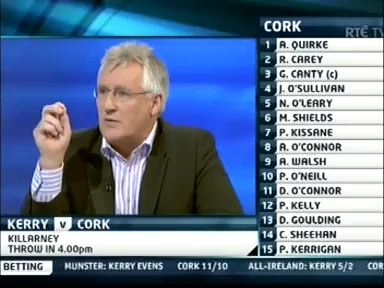 CORK
RTÉ TV
1 A. QUIRKE
2 R. CAREY
3 G. CANTY (c)
4 J. O'SULLIVAN
5 N. O'LEARY
6 M. SHIELDS
7 P. KISSANE
8 A. O'CONNOR
9 A. WALSH
10 P. O'NEILL
11 D. O'CONNOR
12 P. KELLY
13 D. GOULDING
14 C. SHEEHAN
15 P. KERRIGAN
KERRY v CORK
KILLARNEY
THROW IN 4.00pm
BETTING MUNSTER: KERRY EVENS CORK 11/10 ALL-IRELAND: KERRY 5/2 CORK